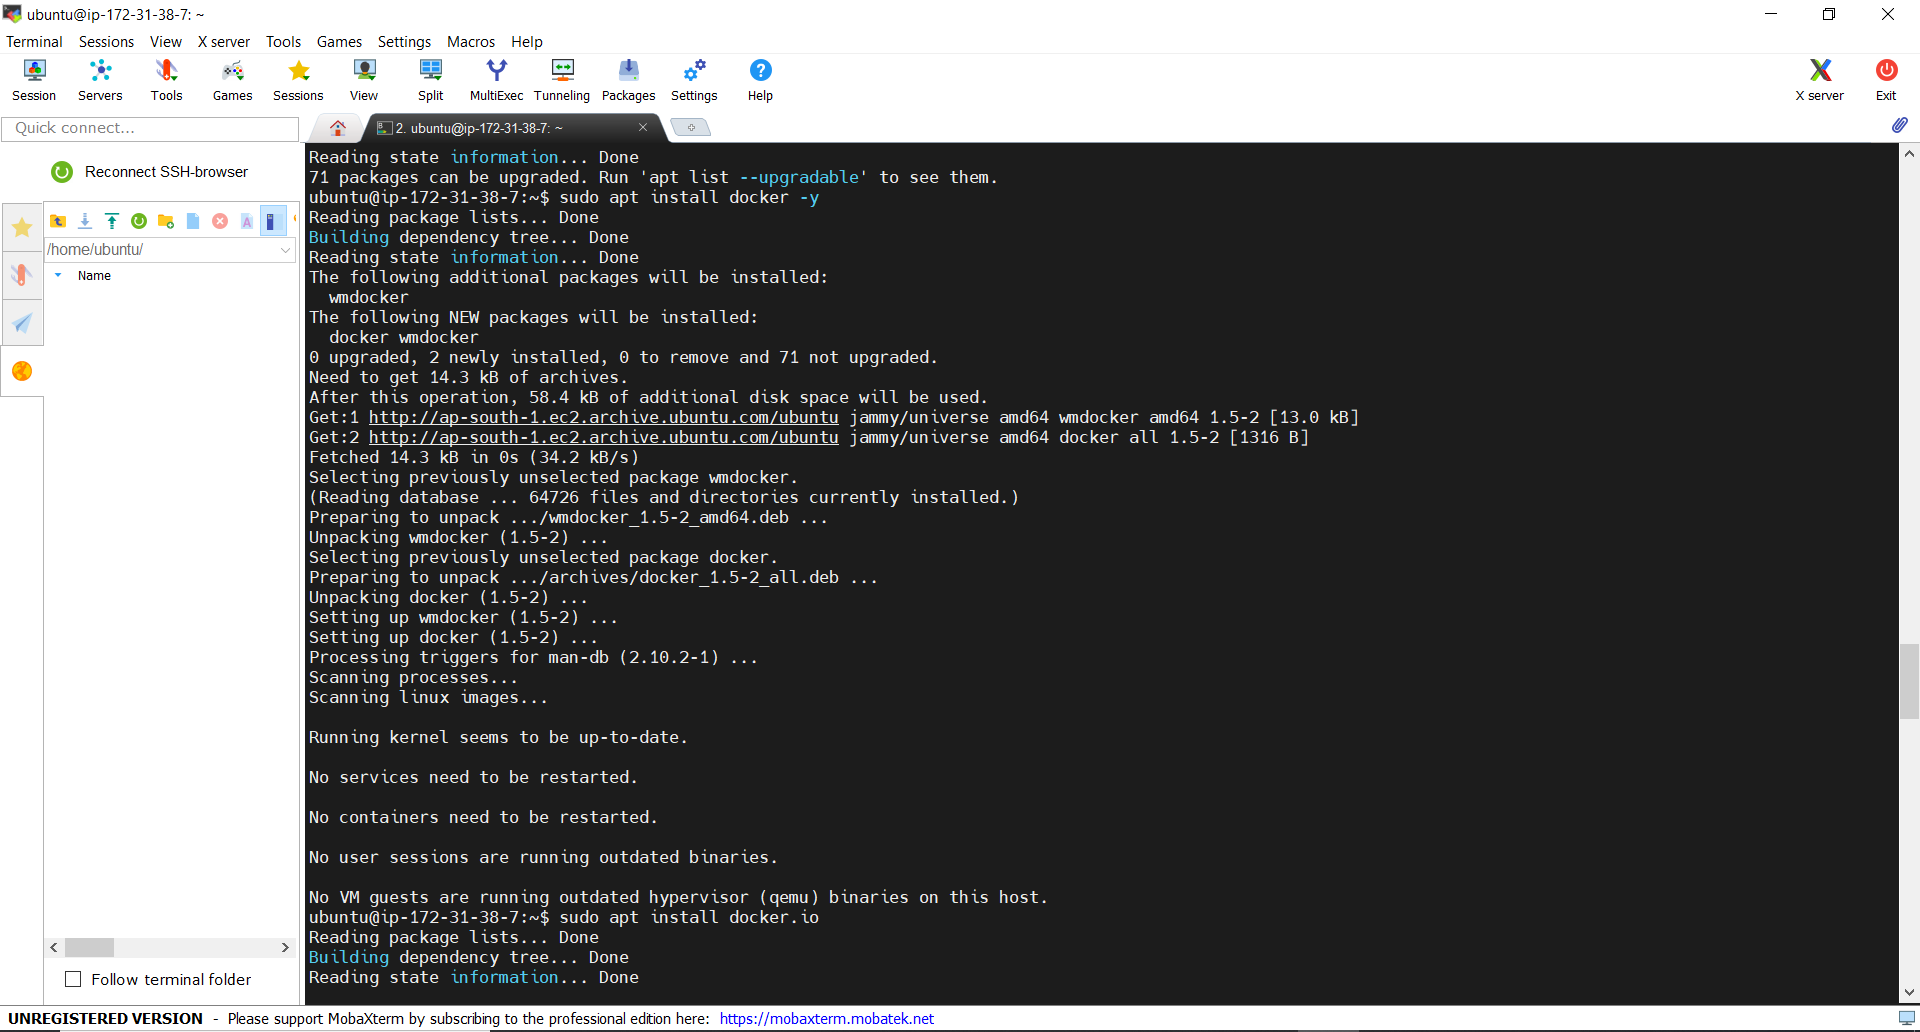 ubuntu@ip-172-31-38-7: ~
Terminal Sessions View X server Tools Games Settings Macros Help
Session Servers Tools Games Sessions View Split MultiExec Tunneling Packages Settings Help X server Exit
Quick connect...
2. ubuntu@ip-172-31-38-7: ~
Reconnect SSH-browser
/home/ubuntu/
Name
Reading state information... Done
71 packages can be upgraded. Run 'apt list --upgradable' to see them.
ubuntu@ip-172-31-38-7:~$ sudo apt install docker -y
Reading package lists... Done
Building dependency tree... Done
Reading state information... Done
The following additional packages will be installed:
  wmdocker
The following NEW packages will be installed:
  docker wmdocker
0 upgraded, 2 newly installed, 0 to remove and 71 not upgraded.
Need to get 14.3 kB of archives.
After this operation, 58.4 kB of additional disk space will be used.
Get:1 http://ap-south-1.ec2.archive.ubuntu.com/ubuntu jammy/universe amd64 wmdocker amd64 1.5-2 [13.0 kB]
Get:2 http://ap-south-1.ec2.archive.ubuntu.com/ubuntu jammy/universe amd64 docker all 1.5-2 [1316 B]
Fetched 14.3 kB in 0s (34.2 kB/s)
Selecting previously unselected package wmdocker.
(Reading database ... 64726 files and directories currently installed.)
Preparing to unpack .../wmdocker_1.5-2_amd64.deb ...
Unpacking wmdocker (1.5-2) ...
Selecting previously unselected package docker.
Preparing to unpack .../archives/docker_1.5-2_all.deb ...
Unpacking docker (1.5-2) ...
Setting up wmdocker (1.5-2) ...
Setting up docker (1.5-2) ...
Processing triggers for man-db (2.10.2-1) ...
Scanning processes...
Scanning linux images...
Running kernel seems to be up-to-date.
No services need to be restarted.
No containers need to be restarted.
No user sessions are running outdated binaries.
No VM guests are running outdated hypervisor (qemu) binaries on this host.
ubuntu@ip-172-31-38-7:~$ sudo apt install docker.io
Reading package lists... Done
Building dependency tree... Done
Reading state information... Done
Follow terminal folder
UNREGISTERED VERSION - Please support MobaXterm by subscribing to the professional edition here: https://mobaxterm.mobatek.net